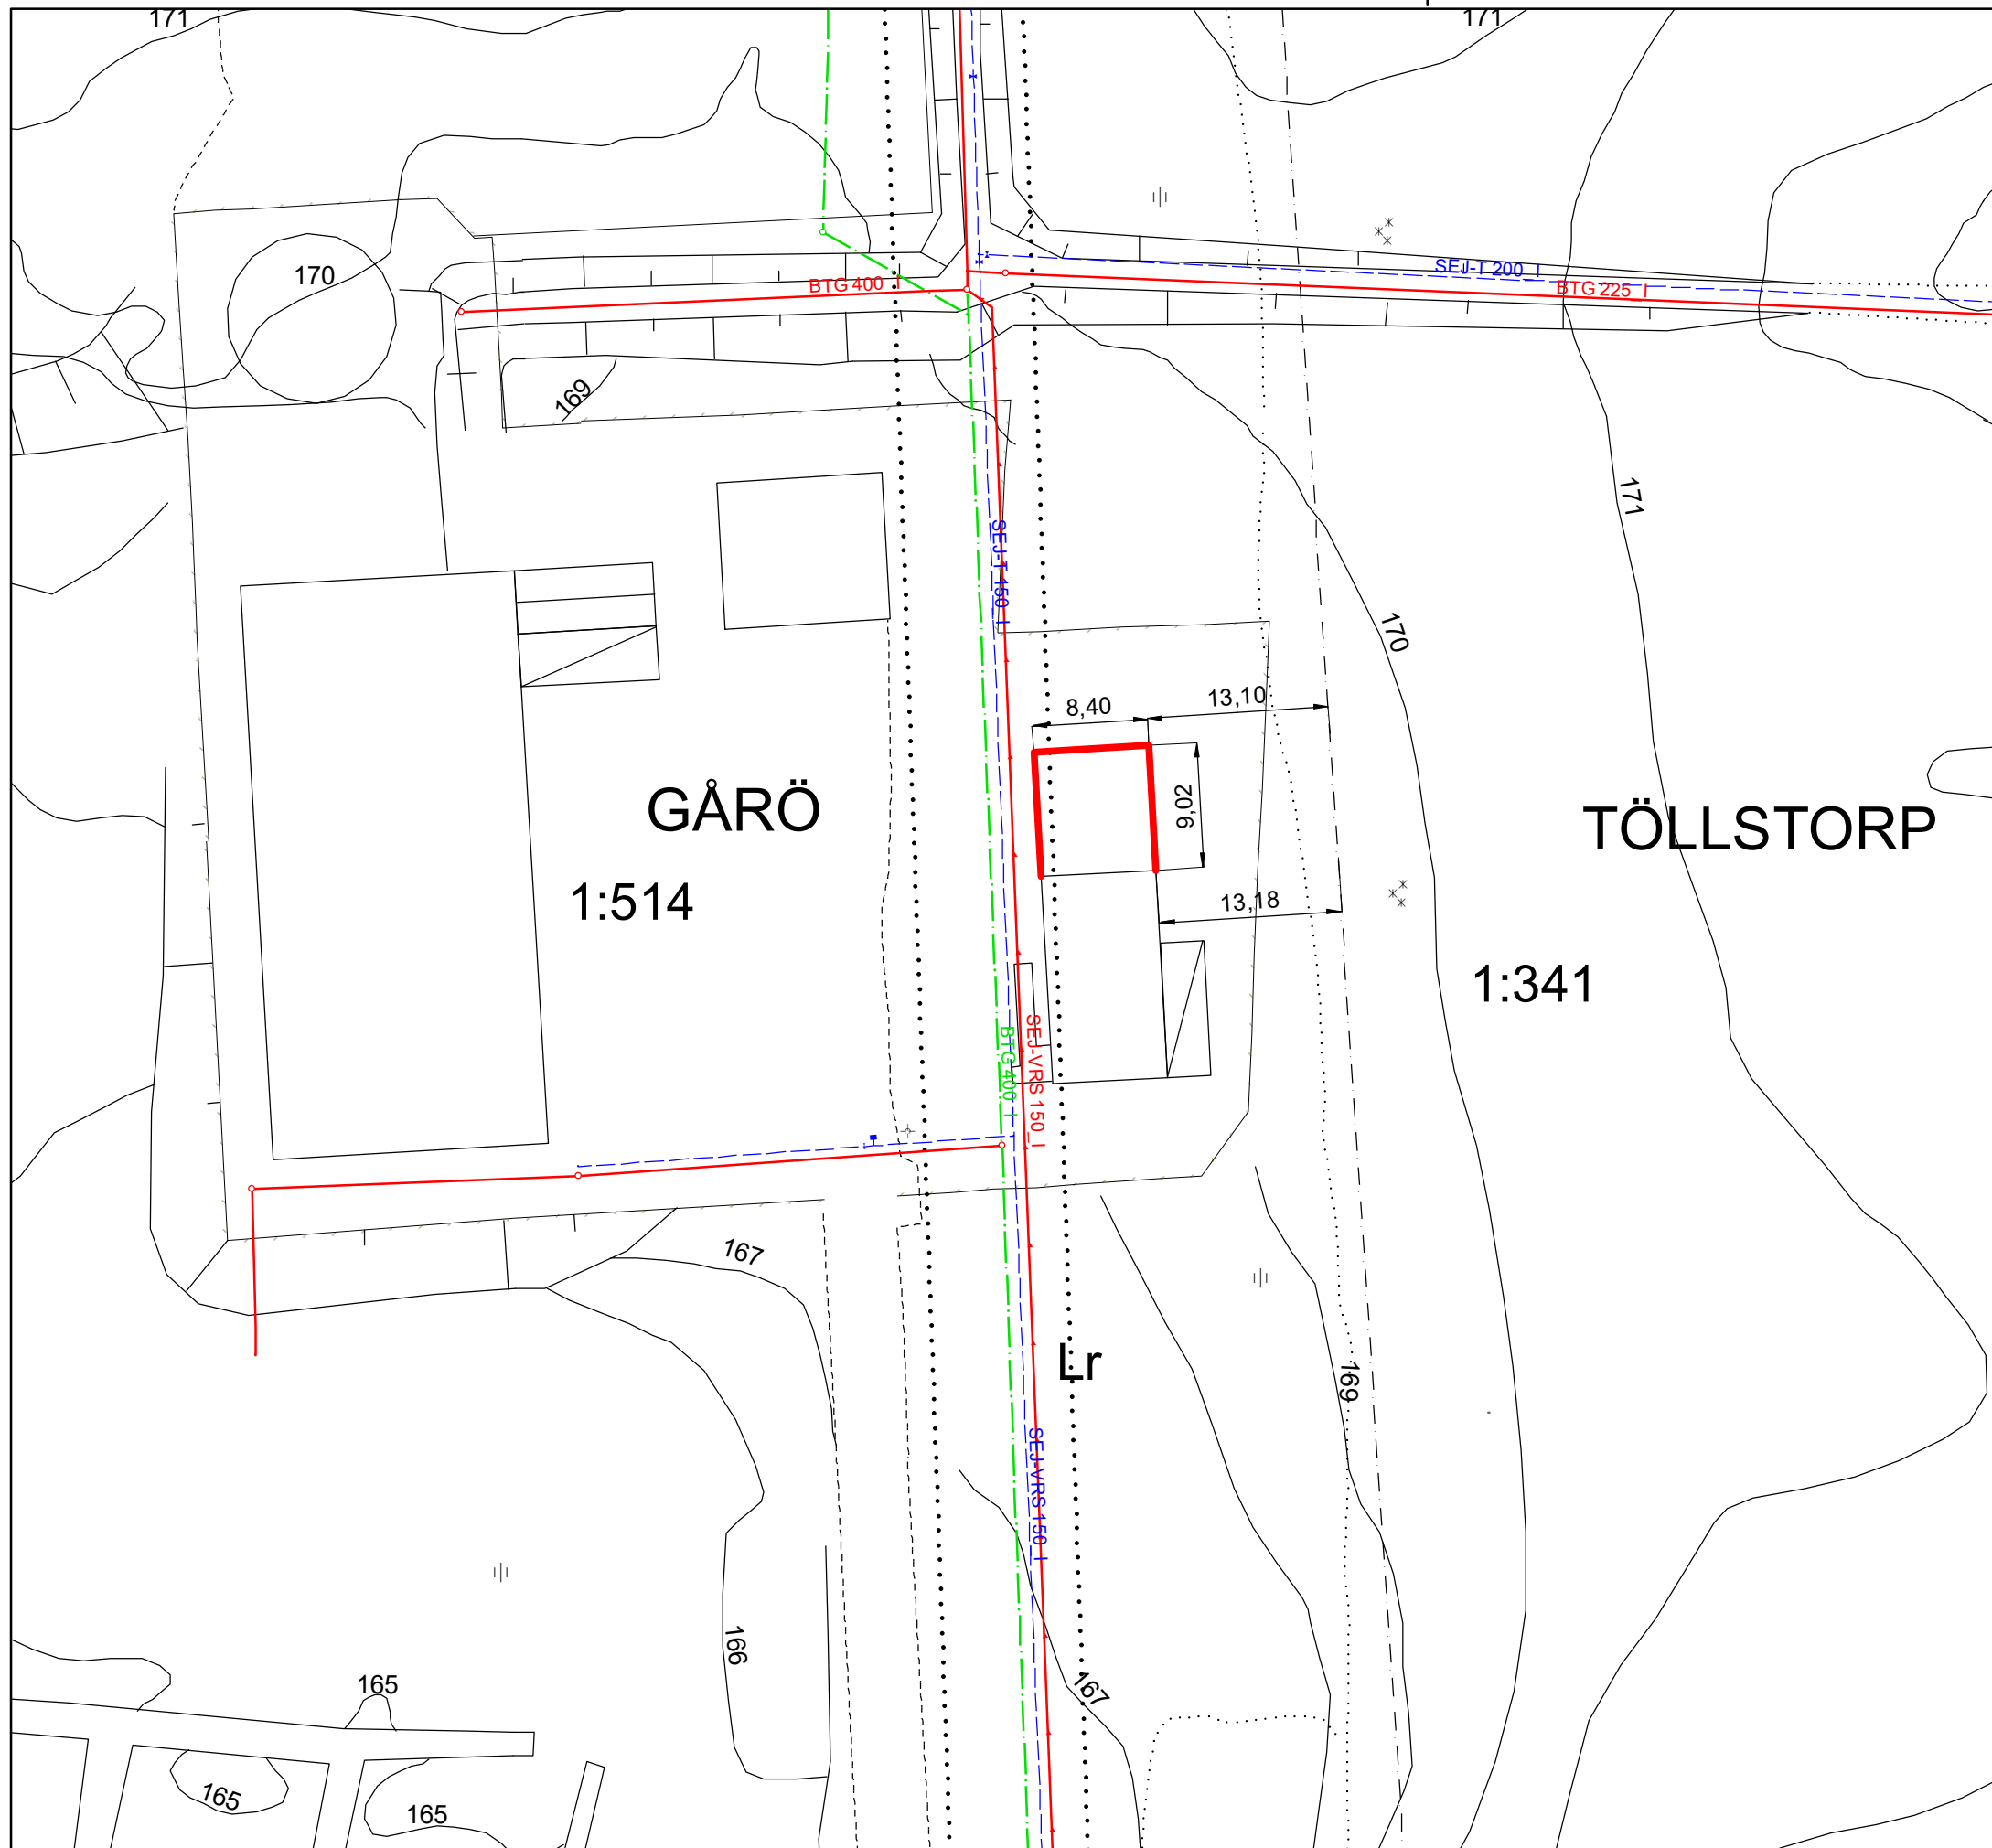 171
171
170
BTG 400 I
SEJ-T 200 I
BTG 225 I
169
171
SEJ-T 150 I
170
8,40
13,10
9,02
GÅRÖ
TÖLLSTORP
1:514
13,18
1:341
BTG 400 I
SEJ-VRS 150 I
167
Lr
169
SEJ-VRS 150 I
166
165
167
165
165